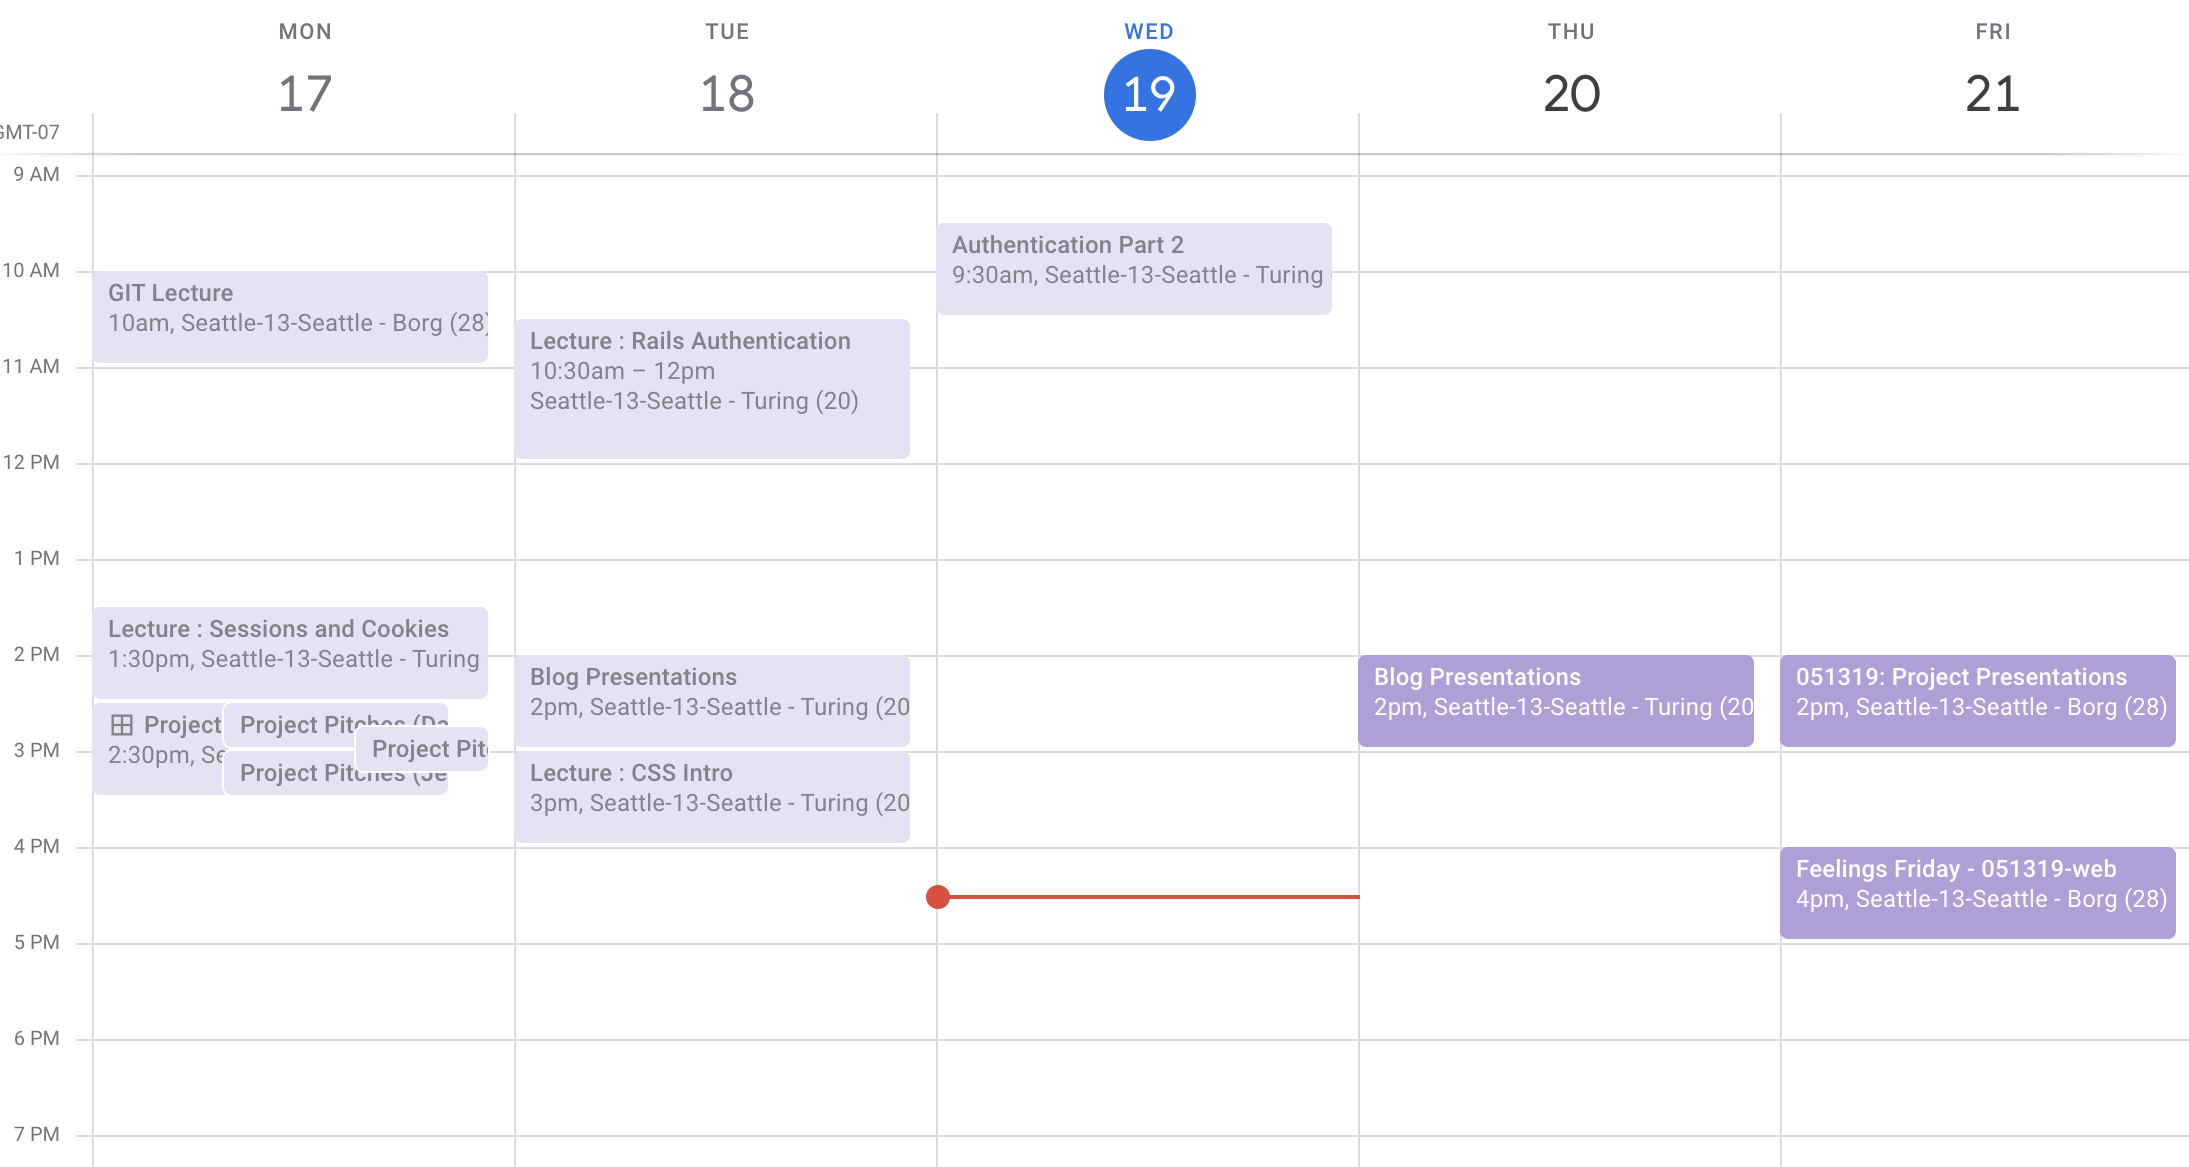 MON
TUE
WED
THU
FRI
17
18
19
20
21
GMT-07
9 AM
10 AM
11 AM
12 PM
1 PM
2 PM
3 PM
4 PM
5 PM
6 PM
7 PM
GIT Lecture
10am, Seattle-13-Seattle - Borg (28)
Lecture : Sessions and Cookies
1:30pm, Seattle-13-Seattle - Turing
Project
2:30pm, Se
Project Pitches (Da
Project Pit
Project Pitches (Je
Lecture : Rails Authentication
10:30am – 12pm
Seattle-13-Seattle - Turing (20)
Blog Presentations
2pm, Seattle-13-Seattle - Turing (20
Lecture : CSS Intro
3pm, Seattle-13-Seattle - Turing (20
Authentication Part 2
9:30am, Seattle-13-Seattle - Turing
Blog Presentations
2pm, Seattle-13-Seattle - Turing (20
051319: Project Presentations
2pm, Seattle-13-Seattle - Borg (28)
Feelings Friday - 051319-web
4pm, Seattle-13-Seattle - Borg (28)